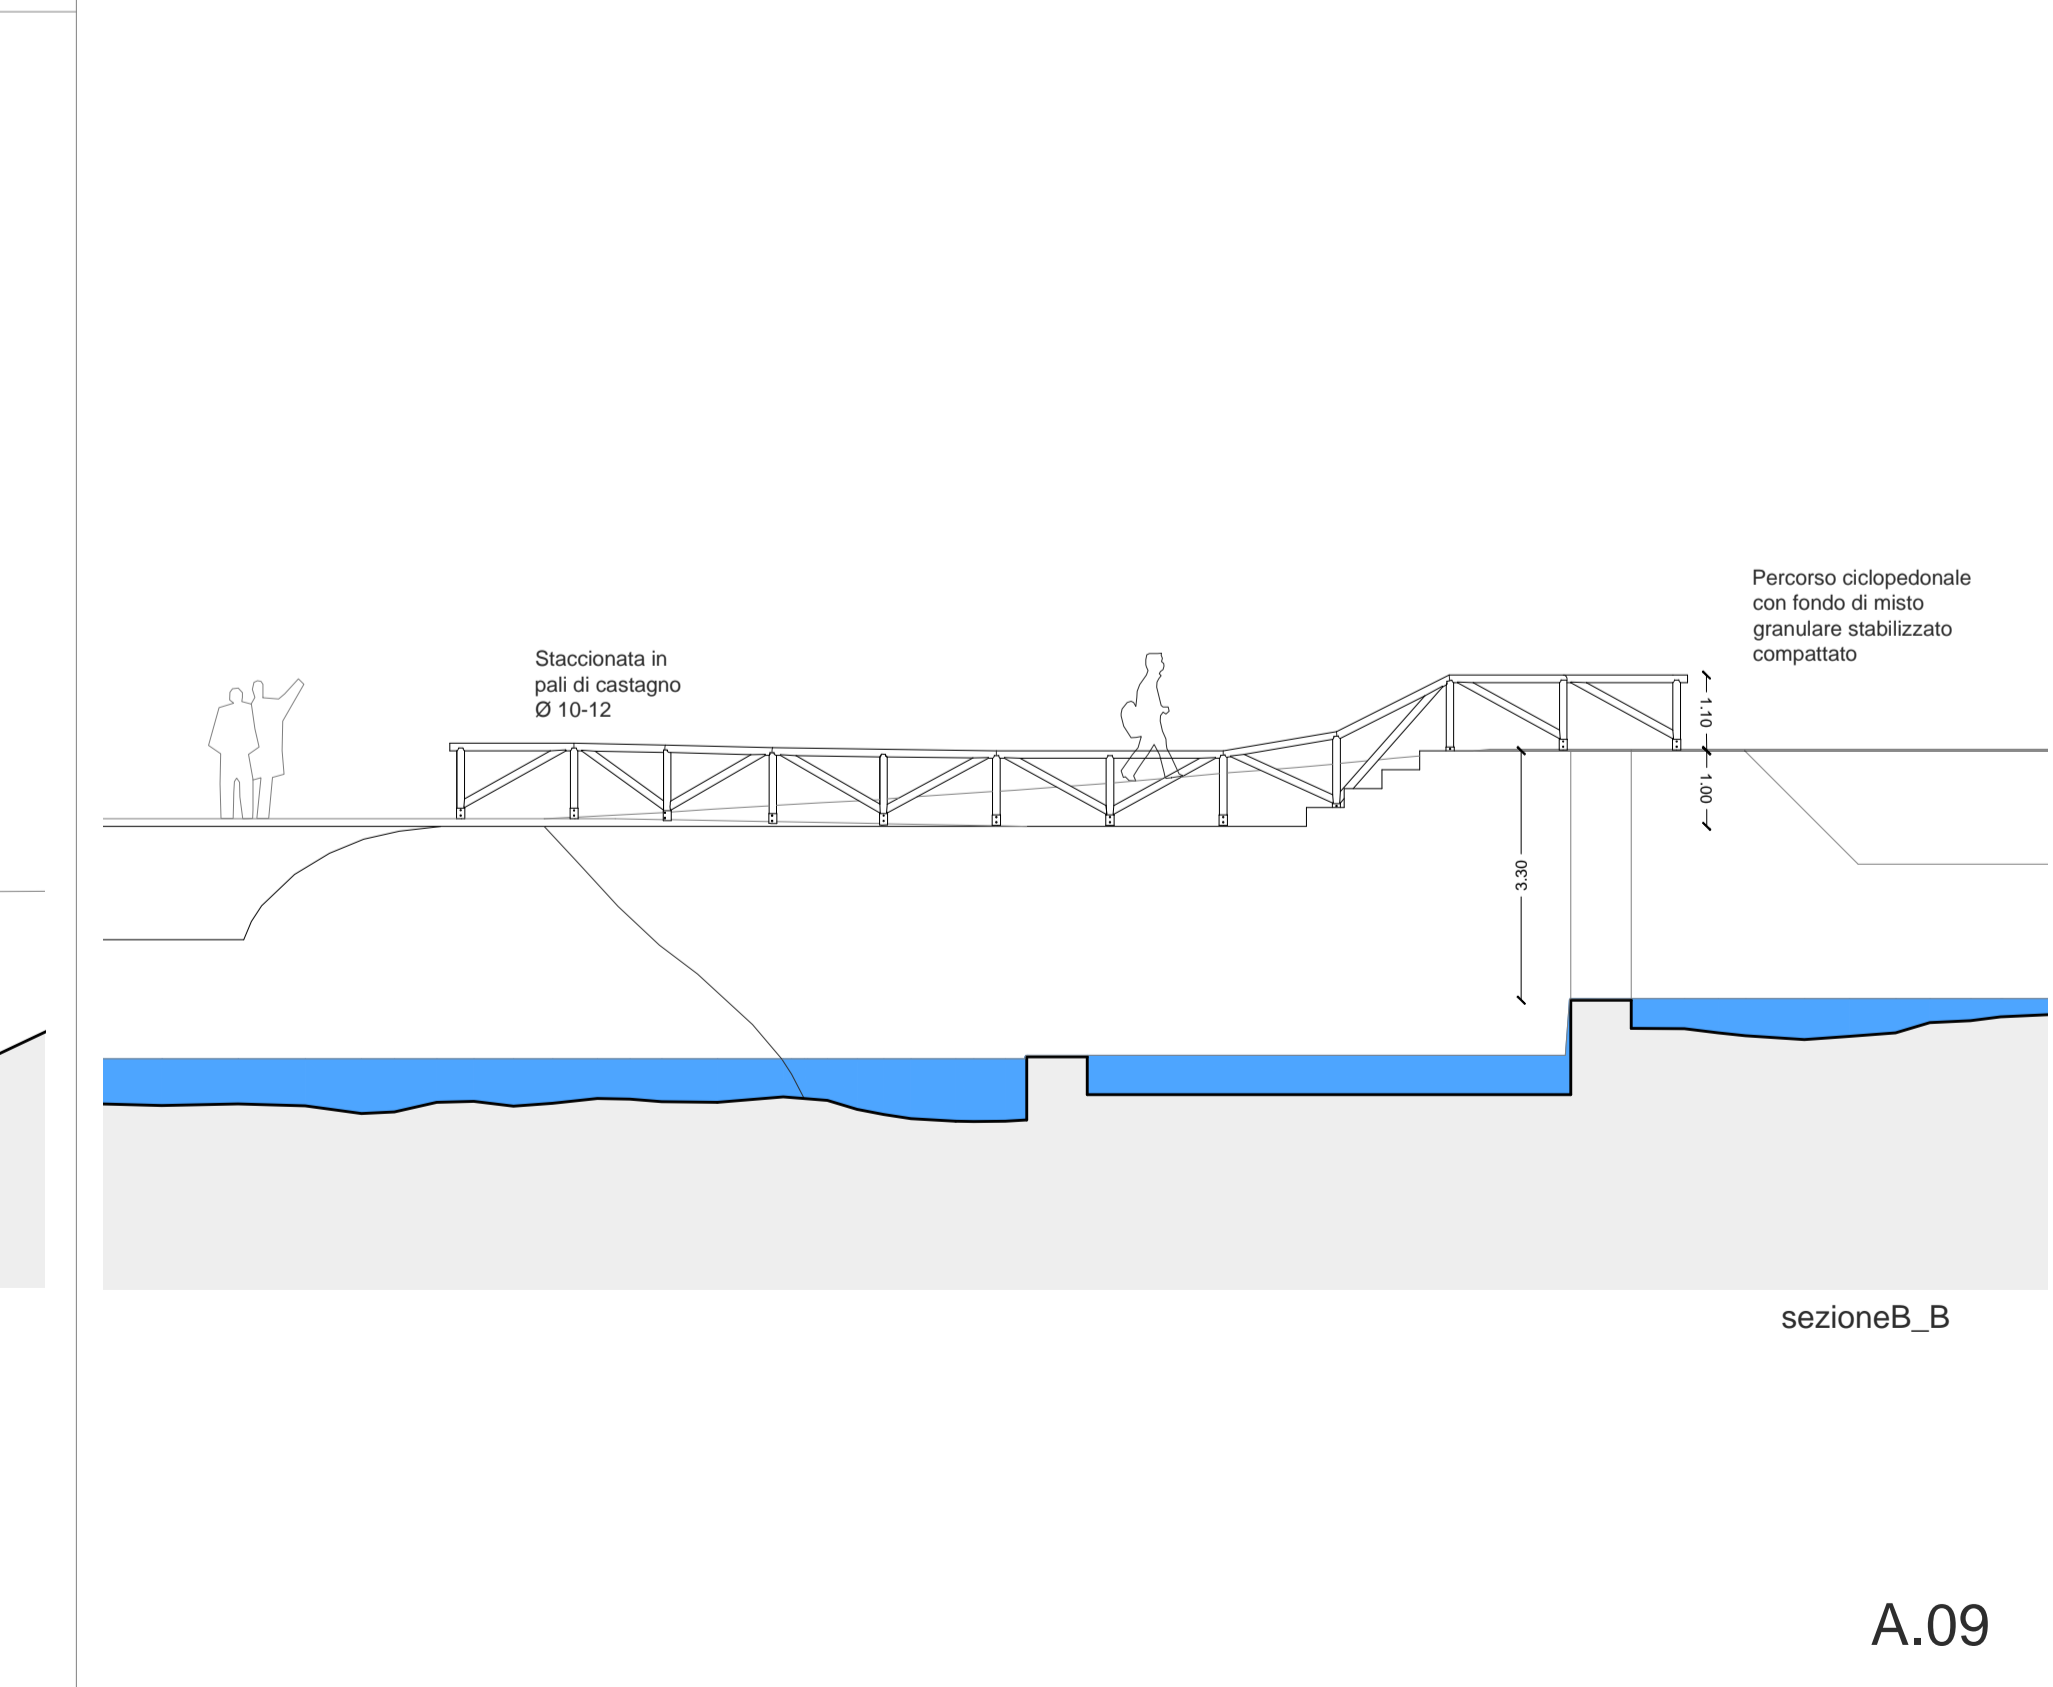 Percorso ciclopedonale
con fondo di misto
granulare stabilizzato
compattato
Staccionata in
pali di castagno
Ø 10-12
1.10
1.00
3.30
sezioneB_B
A.09